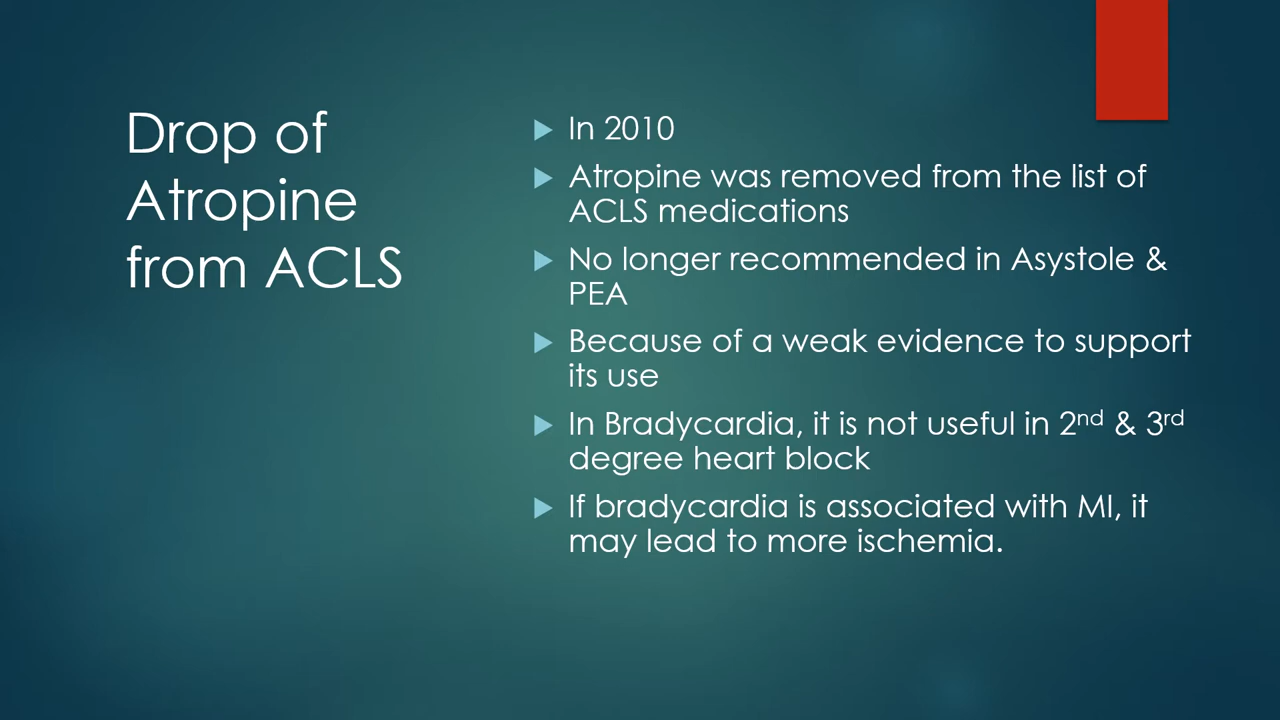 Drop of
Atropine
from ACLS
In 2010
Atropine was removed from the list of
ACLS medications
No longer recommended in Asystole &
PEA
Because of a weak evidence to support
its use
In Bradycardia, it is not useful in 2nd & 3rd
degree heart block
If bradycardia is associated with MI, it
may lead to more ischemia.